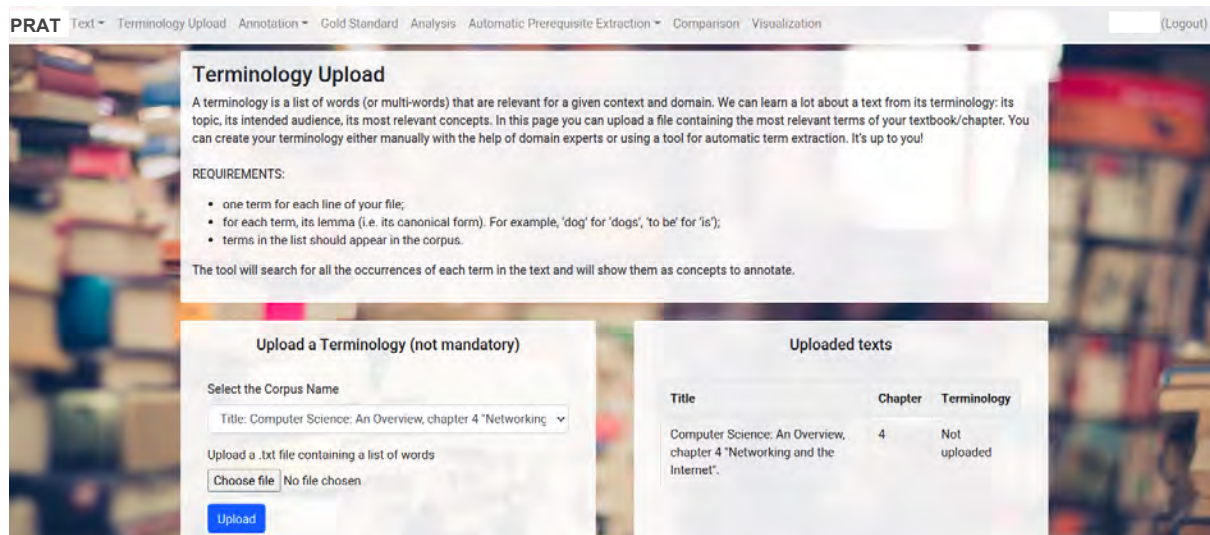 PRAT Text Terminology Upload Annotation Gold Standard Analysis Automatic Prerequisite Extraction Comparison Visualization (Logout)
Terminology Upload
A terminology is a list of words (or multi-words) that are relevant for a given context and domain. We can learn a lot about a text from its terminology: its
topic, its intended audience, its most relevant concepts. In this page you can upload a file containing the most relevant terms of your textbook/chapter. You
can create your terminology either manually with the help of domain experts or using a tool for automatic term extraction. It's up to you!
REQUIREMENTS:
• one term for each line of your file;
• for each term, its lemma (i.e. its canonical form). For example, 'dog' for 'dogs', 'to be' for 'is');
• terms in the list should appear in the corpus.
The tool will search for all the occurrences of each term in the text and will show them as concepts to annotate.
Upload a Terminology (not mandatory)
Select the Corpus Name
Title: Computer Science: An Overview, chapter 4 "Networking
Upload a .txt file containing a list of words
Choose file No file chosen
Upload
Uploaded texts
Title Chapter Terminology
Computer Science: An Overview, 4 Not
chapter 4 "Networking and the uploaded
Internet".